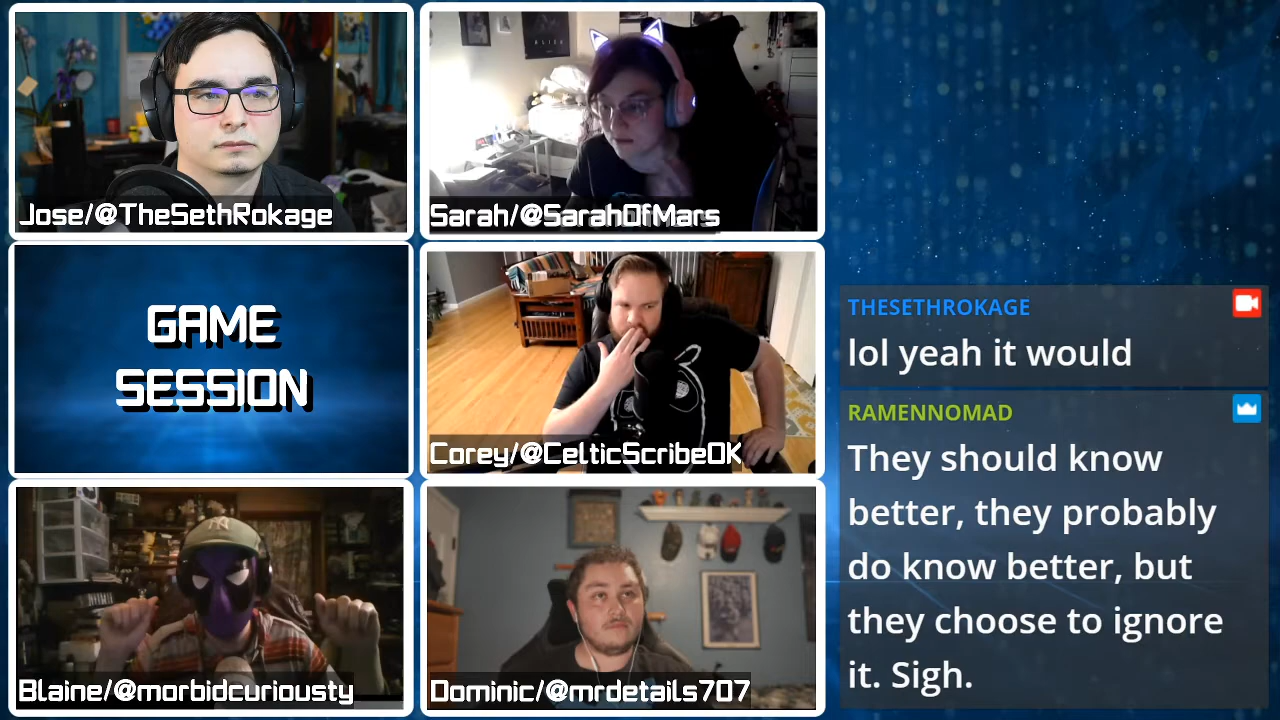 Jose/@TheSethRokage
Sarah/@SarahOfMars
GAME
SESSION
Corey/@CelticScribeOK
Blaine/@morbidcuriousty
Dominic/@mrdetails707
THESETHROKAGE
lol yeah it would
RAMENNOMAD
They should know
better, they probably
do know better, but
they choose to ignore
it. Sigh.